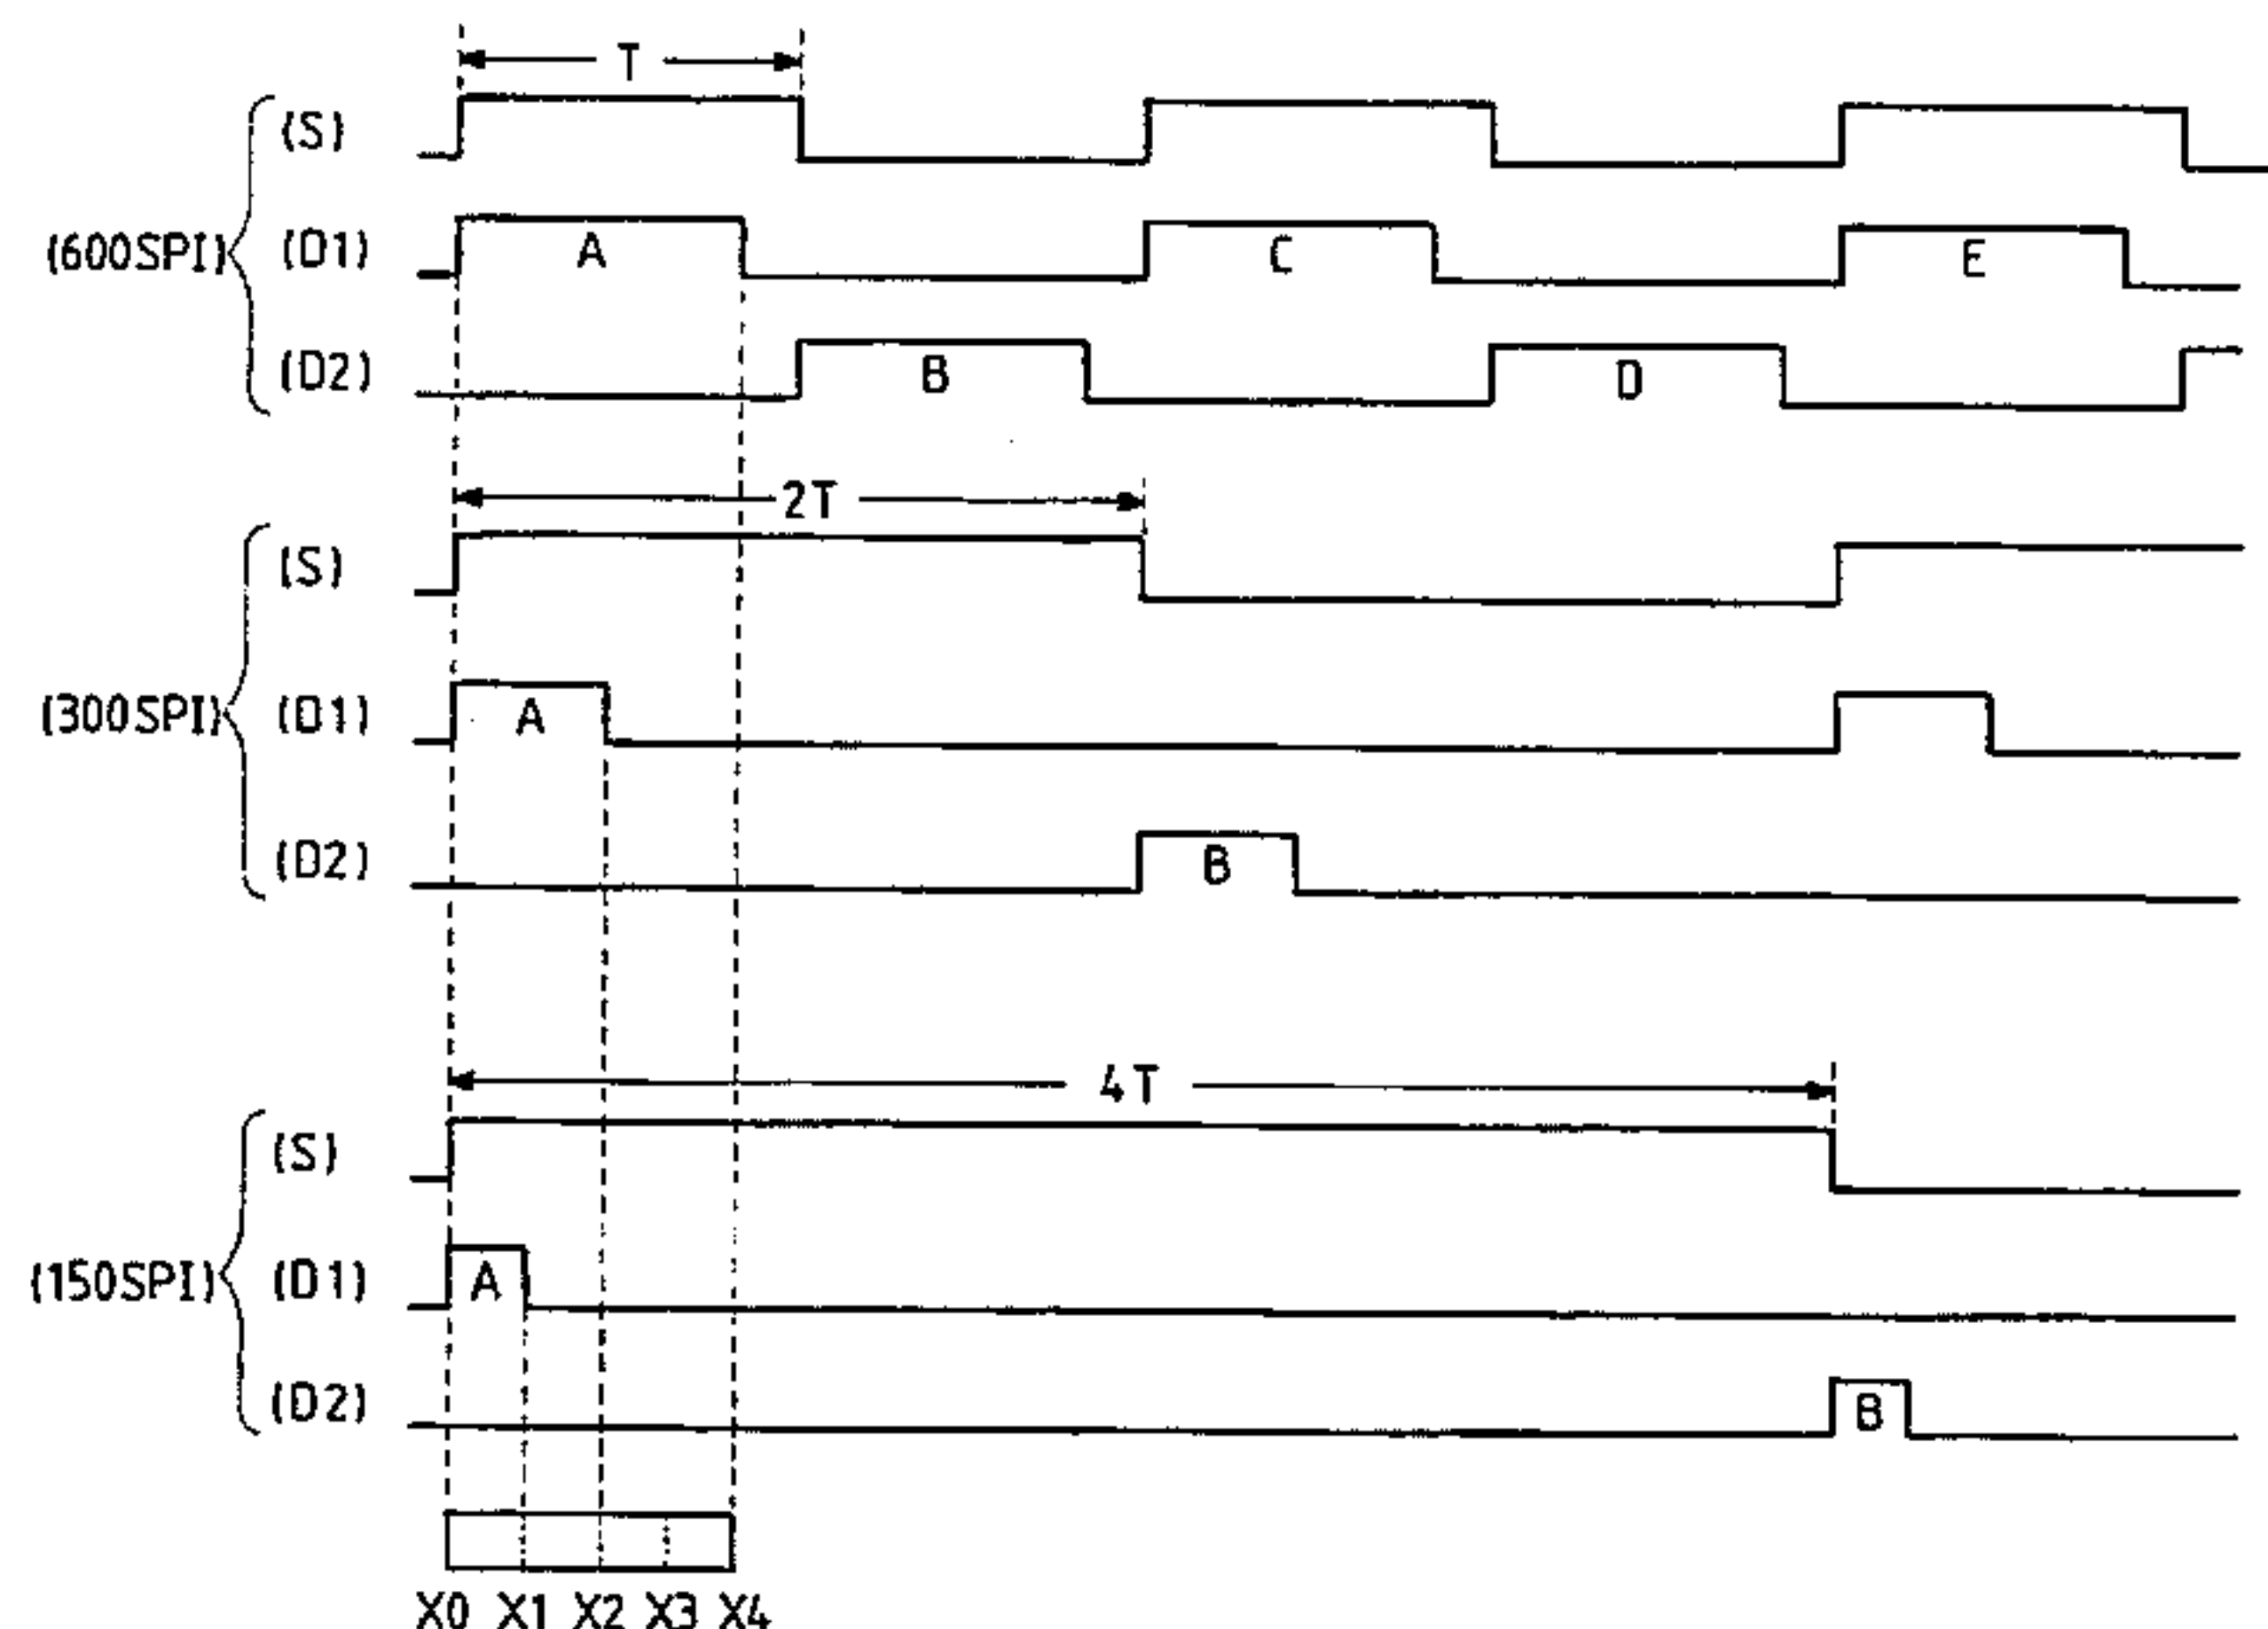 T
(S)
(600SPI) (D1) A C E
(D2) B D
2T
(S)
(300SPI) (D1) A
(D2) B
4T
(S)
(150SPI) (D1) A
(D2) B
X0 X1 X2 X3 X4